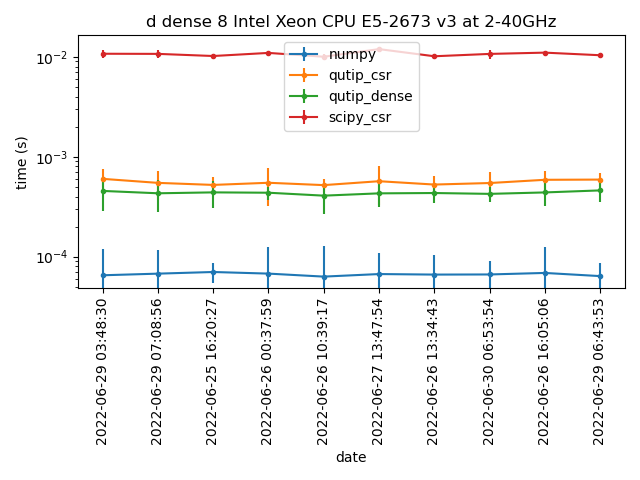 d dense 8 Intel Xeon CPU E5-2673 v3 at 2-40GHz
numpy
qutip_csr
qutip_dense
scipy_csr
time (s)
10⁻²
10⁻³
10⁻⁴
2022-06-29 03:48:30
2022-06-29 07:08:56
2022-06-25 16:20:27
2022-06-26 00:37:59
2022-06-26 10:39:17
2022-06-27 13:47:54
2022-06-26 13:34:43
2022-06-30 06:53:54
2022-06-26 16:05:06
2022-06-29 06:43:53
date